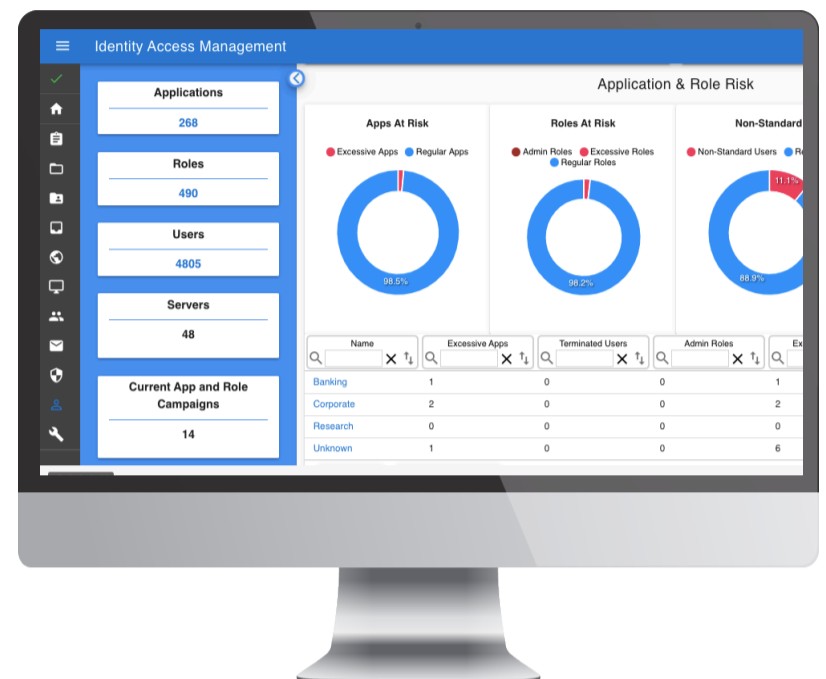 Identity Access Management
Applications
268
Roles
490
Users
4805
Servers
48
Current App and Role
Campaigns
14
Application & Role Risk
Apps At Risk
Excessive Apps Regular Apps
98.5%
Roles At Risk
Admin Roles Excessive Roles
Regular Roles
98.2%
Non-Standard
Non-Standard Users
11.1%
88.9%
Name Excessive Apps Terminated Users Admin Roles
Banking 1 0 0 1
Corporate 2 0 0 2
Research 0 0 0 0
Unknown 1 0 0 6